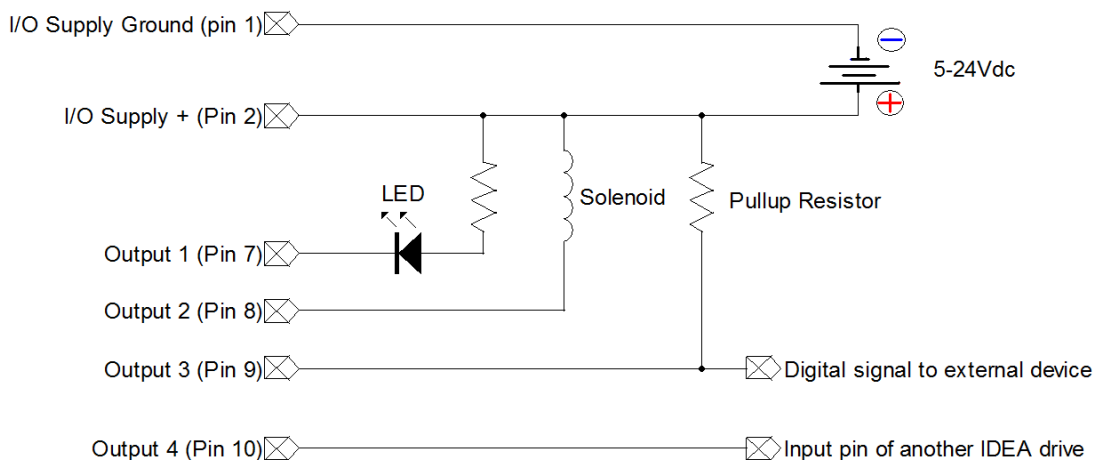 I/O Supply Ground (pin 1)
5-24Vdc
I/O Supply + (Pin 2)
LED
Solenoid
Pullup Resistor
Output 1 (Pin 7)
Output 2 (Pin 8)
Output 3 (Pin 9)
Digital signal to external device
Output 4 (Pin 10)
Input pin of another IDEA drive